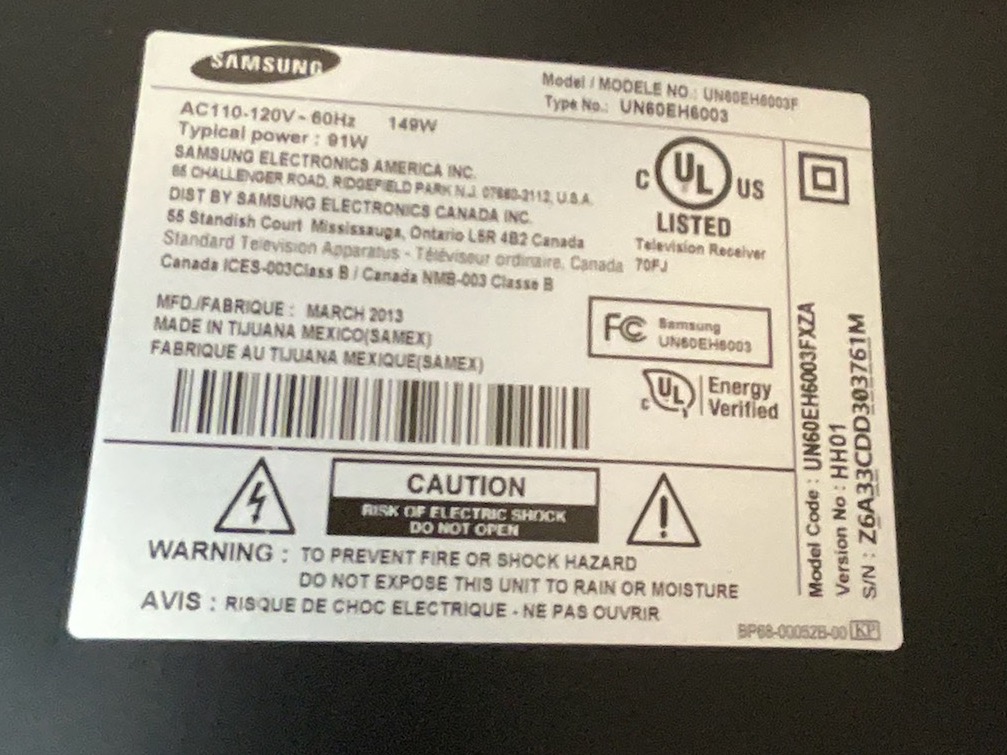 SAMSUNG
Model / MODELE NO.: UN60EH6003F
Type No.: UN60EH6003
AC110-120V~60Hz 149W
Typical power : 91W
SAMSUNG ELECTRONICS AMERICA INC.
85 CHALLENGER ROAD, RIDGEFIELD PARK N.J. 07660-2112, U.S.A.
DIST BY SAMSUNG ELECTRONICS CANADA INC.
55 Standish Court Mississauga, Ontario L5R 4B2 Canada
Standard Television Apparatus - Téléviseur ordinaire, Canada
Canada ICES-003Class B / Canada NMB-003 Classe B
C UL US
LISTED
Television Receiver
70FJ
MFD./FABRIQUE : MARCH 2013
MADE IN TIJUANA MEXICO(SAMEX)
FABRIQUE AU TIJUANA MEXIQUE(SAMEX)
FC Samsung
UN60EH6003
C UL Energy
Verified
CAUTION
RISK OF ELECTRIC SHOCK
DO NOT OPEN
WARNING : TO PREVENT FIRE OR SHOCK HAZARD
DO NOT EXPOSE THIS UNIT TO RAIN OR MOISTURE
AVIS : RISQUE DE CHOC ELECTRIQUE - NE PAS OUVRIR
BP68-00052B-00 KP
Model Code : UN60EH6003FXZA
Version No : HH01
S/N : Z6A33CDD303761M